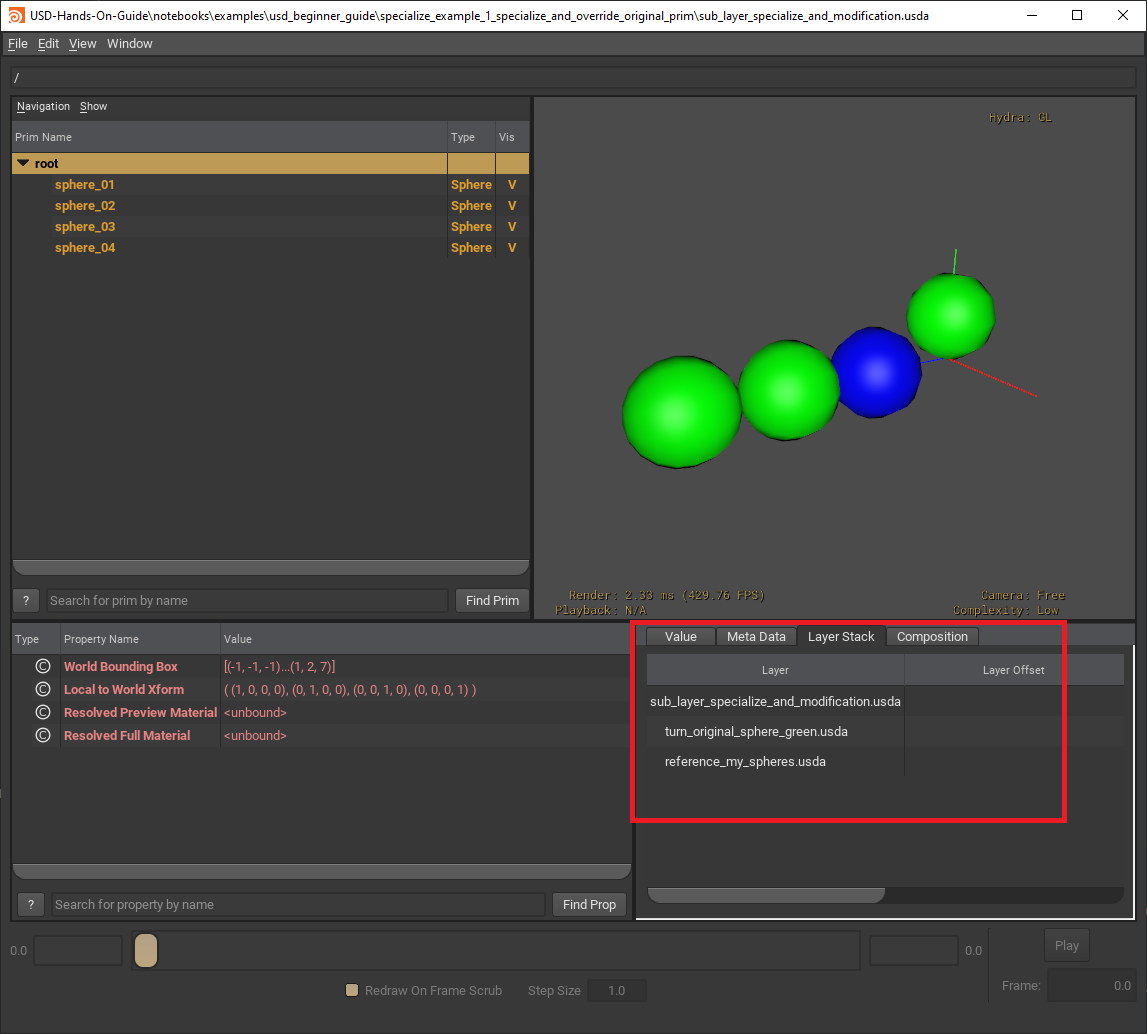 USD-Hands-On-Guide\notebooks\examples\usd_beginner_guide\specialize_example_1_specialize_and_override_original_prim\sub_layer_specialize_and_modification.usda
File Edit View Window
/
Navigation Show
Prim Name Type Vis
root
sphere_01 Sphere V
sphere_02 Sphere V
sphere_03 Sphere V
sphere_04 Sphere V
? Search for prim by name Find Prim
Hydra: GL
Render: 2.33 ms (429.76 FPS)
Playback: N/A
Camera: Free
Complexity: Low
Type Property Name Value
© World Bounding Box [(-1, -1, -1)...(1, 2, 7)]
© Local to World Xform ( (1, 0, 0, 0), (0, 1, 0, 0), (0, 0, 1, 0), (0, 0, 0, 1) )
© Resolved Preview Material <unbound>
© Resolved Full Material <unbound>
? Search for property by name Find Prop
Value Meta Data Layer Stack Composition
Layer Layer Offset
sub_layer_specialize_and_modification.usda
turn_original_sphere_green.usda
reference_my_spheres.usda
0.0 0.0 Play
Redraw On Frame Scrub Step Size 1.0 Frame: 0.0